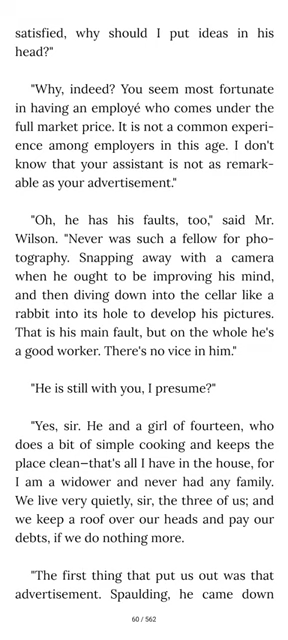 satisfied, why should I put ideas in his
head?"
"Why, indeed? You seem most fortunate
in having an employé who comes under the
full market price. It is not a common experi-
ence among employers in this age. I don't
know that your assistant is not as remark-
able as your advertisement."
"Oh, he has his faults, too," said Mr.
Wilson. "Never was such a fellow for pho-
tography. Snapping away with a camera
when he ought to be improving his mind,
and then diving down into the cellar like a
rabbit into its hole to develop his pictures.
That is his main fault, but on the whole he's
a good worker. There's no vice in him."
"He is still with you, I presume?"
"Yes, sir. He and a girl of fourteen, who
does a bit of simple cooking and keeps the
place clean—that's all I have in the house, for
I am a widower and never had any family.
We live very quietly, sir, the three of us; and
we keep a roof over our heads and pay our
debts, if we do nothing more.
"The first thing that put us out was that
advertisement. Spaulding, he came down
60 / 562